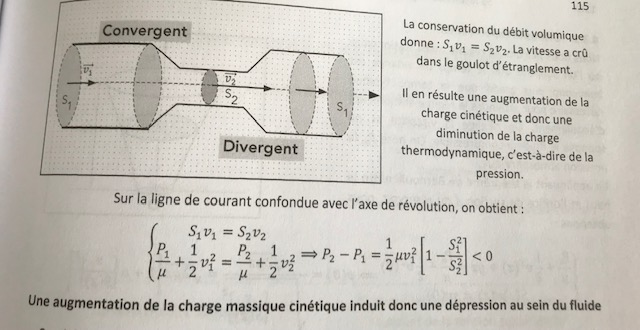 115
Convergent
v₁
S₁
v₂
S₂
S₁
Divergent
La conservation du débit volumique
donne : S₁v₁ = S₂v₂. La vitesse a crû
dans le goulot d'étranglement.
Il en résulte une augmentation de la
charge cinétique et donc une
diminution de la charge
thermodynamique, c'est-à-dire de la
pression.
Sur la ligne de courant confondue avec l'axe de révolution, on obtient :
S₁v₁ = S₂v₂
P₁/μ + 1/2 v₁² = P₂/μ + 1/2 v₂² ⟹ P₂ − P₁ = 1/2 μv₁² [1 − S₁²/S₂²] < 0
Une augmentation de la charge massique cinétique induit donc une dépression au sein du fluide